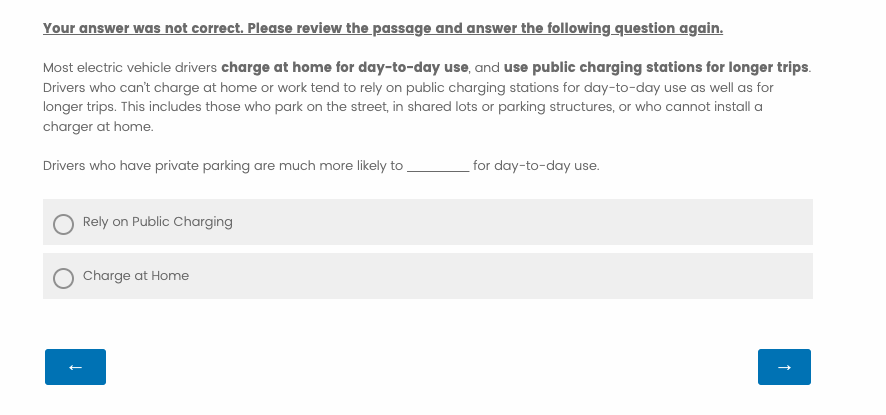 Your answer was not correct. Please review the passage and answer the following question again.
Most electric vehicle drivers charge at home for day-to-day use, and use public charging stations for longer trips.
Drivers who can't charge at home or work tend to rely on public charging stations for day-to-day use as well as for
longer trips. This includes those who park on the street, in shared lots or parking structures, or who cannot install a
charger at home.
Drivers who have private parking are much more likely to _________ for day-to-day use.
Rely on Public Charging
Charge at Home
← →